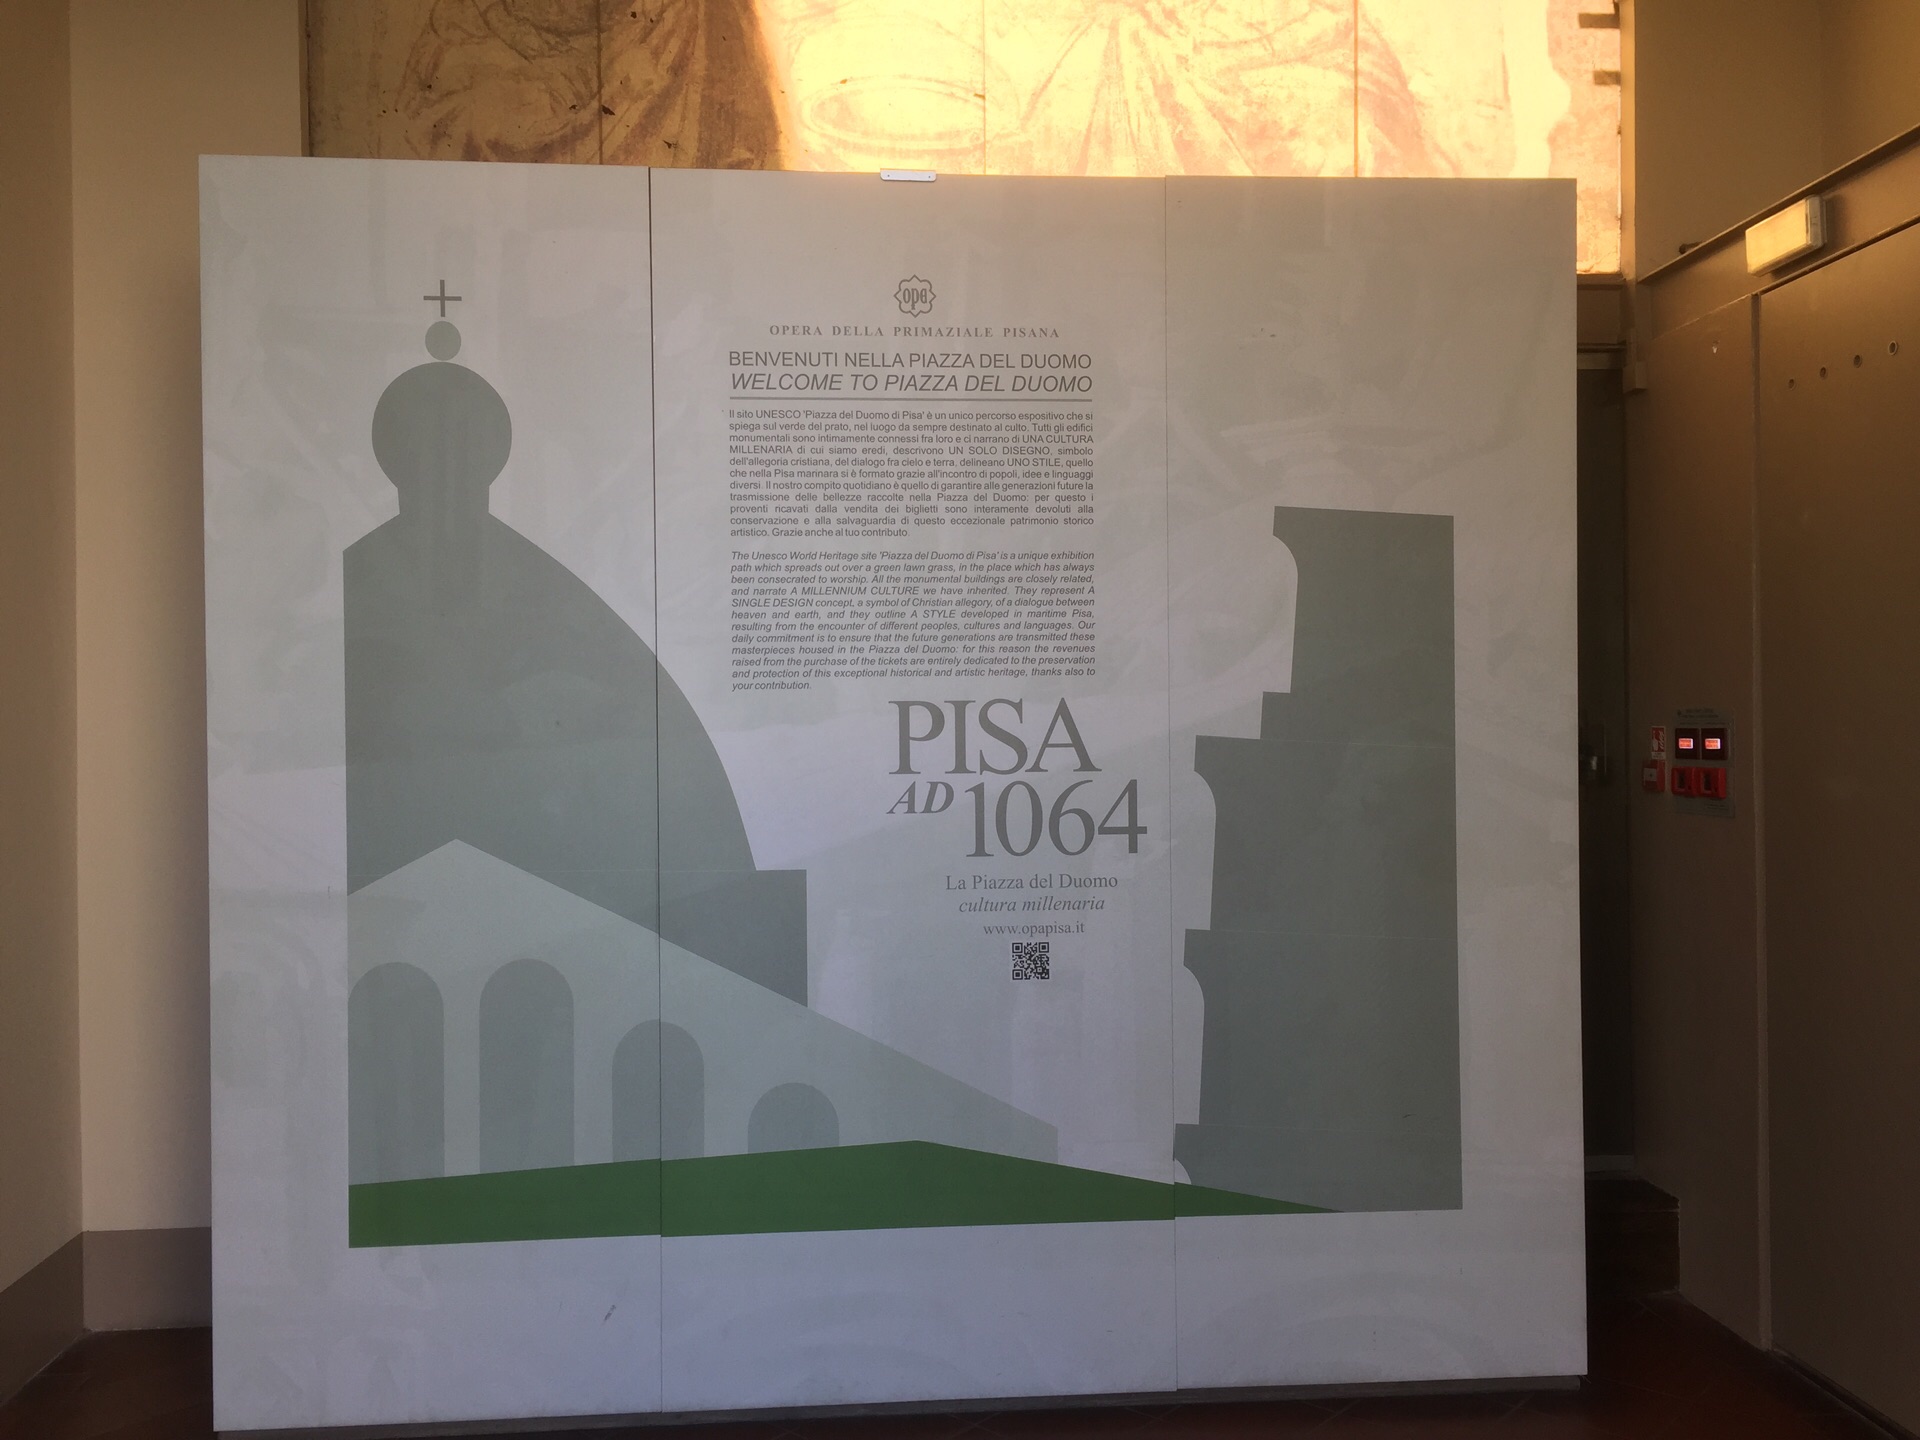 opa
OPERA DELLA PRIMAZIALE PISANA
BENVENUTI NELLA PIAZZA DEL DUOMO
WELCOME TO PIAZZA DEL DUOMO
Il sito UNESCO 'Piazza del Duomo di Pisa' è un unico percorso espositivo che si
spiega sul verde del prato, nel luogo da sempre destinato al culto. Tutti gli edifici
monumentali sono intimamente connessi fra loro e ci narrano di UNA CULTURA
MILLENARIA di cui siamo eredi, descrivono UN SOLO DISEGNO, simbolo
dell'allegoria cristiana, del dialogo fra cielo e terra, delineano UNO STILE, quello
che nella Pisa marinara si è formato grazie all'incontro di popoli, idee e linguaggi
diversi. Il nostro compito quotidiano è quello di garantire alle generazioni future la
trasmissione delle bellezze raccolte nella Piazza del Duomo: per questo i
proventi ricavati dalla vendita dei biglietti sono interamente devoluti alla
conservazione e alla salvaguardia di questo eccezionale patrimonio storico
artistico. Grazie anche al tuo contributo.
The Unesco World Heritage site 'Piazza del Duomo di Pisa' is a unique exhibition
path which spreads out over a green lawn grass, in the place which has always
been consecrated to worship. All the monumental buildings are closely related,
and narrate A MILLENNIUM CULTURE we have inherited. They represent A
SINGLE DESIGN concept, a symbol of Christian allegory, of a dialogue between
heaven and earth, and they outline A STYLE developed in maritime Pisa,
resulting from the encounter of different peoples, cultures and languages. Our
daily commitment is to ensure that the future generations are transmitted these
masterpieces housed in the Piazza del Duomo: for this reason the revenues
raised from the purchase of the tickets are entirely dedicated to the preservation
and protection of this exceptional historical and artistic heritage, thanks also to
your contribution.
PISA
AD 1064
La Piazza del Duomo
cultura millenaria
www.opapisa.it